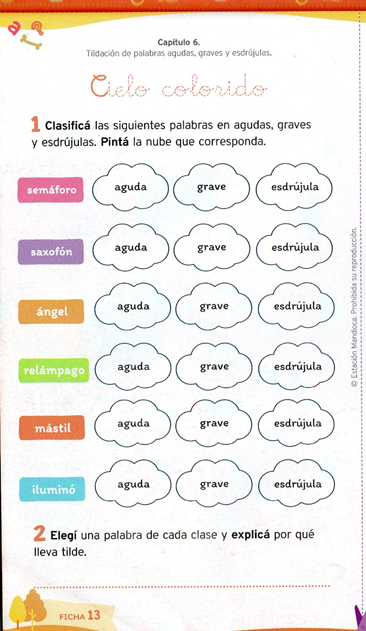 Capítulo 6.
Tildación de palabras agudas, graves y esdrújulas.
Cielo colorido
1 Clasificá las siguientes palabras en agudas, graves
y esdrújulas. Pintá la nube que corresponda.
semáforo aguda grave esdrújula
saxofón aguda grave esdrújula
ángel aguda grave esdrújula
relámpago aguda grave esdrújula
mástil aguda grave esdrújula
iluminó aguda grave esdrújula
© Estación Mandioca. Prohibida su reproducción.
2 Elegí una palabra de cada clase y explicá por qué
lleva tilde.
FICHA 13